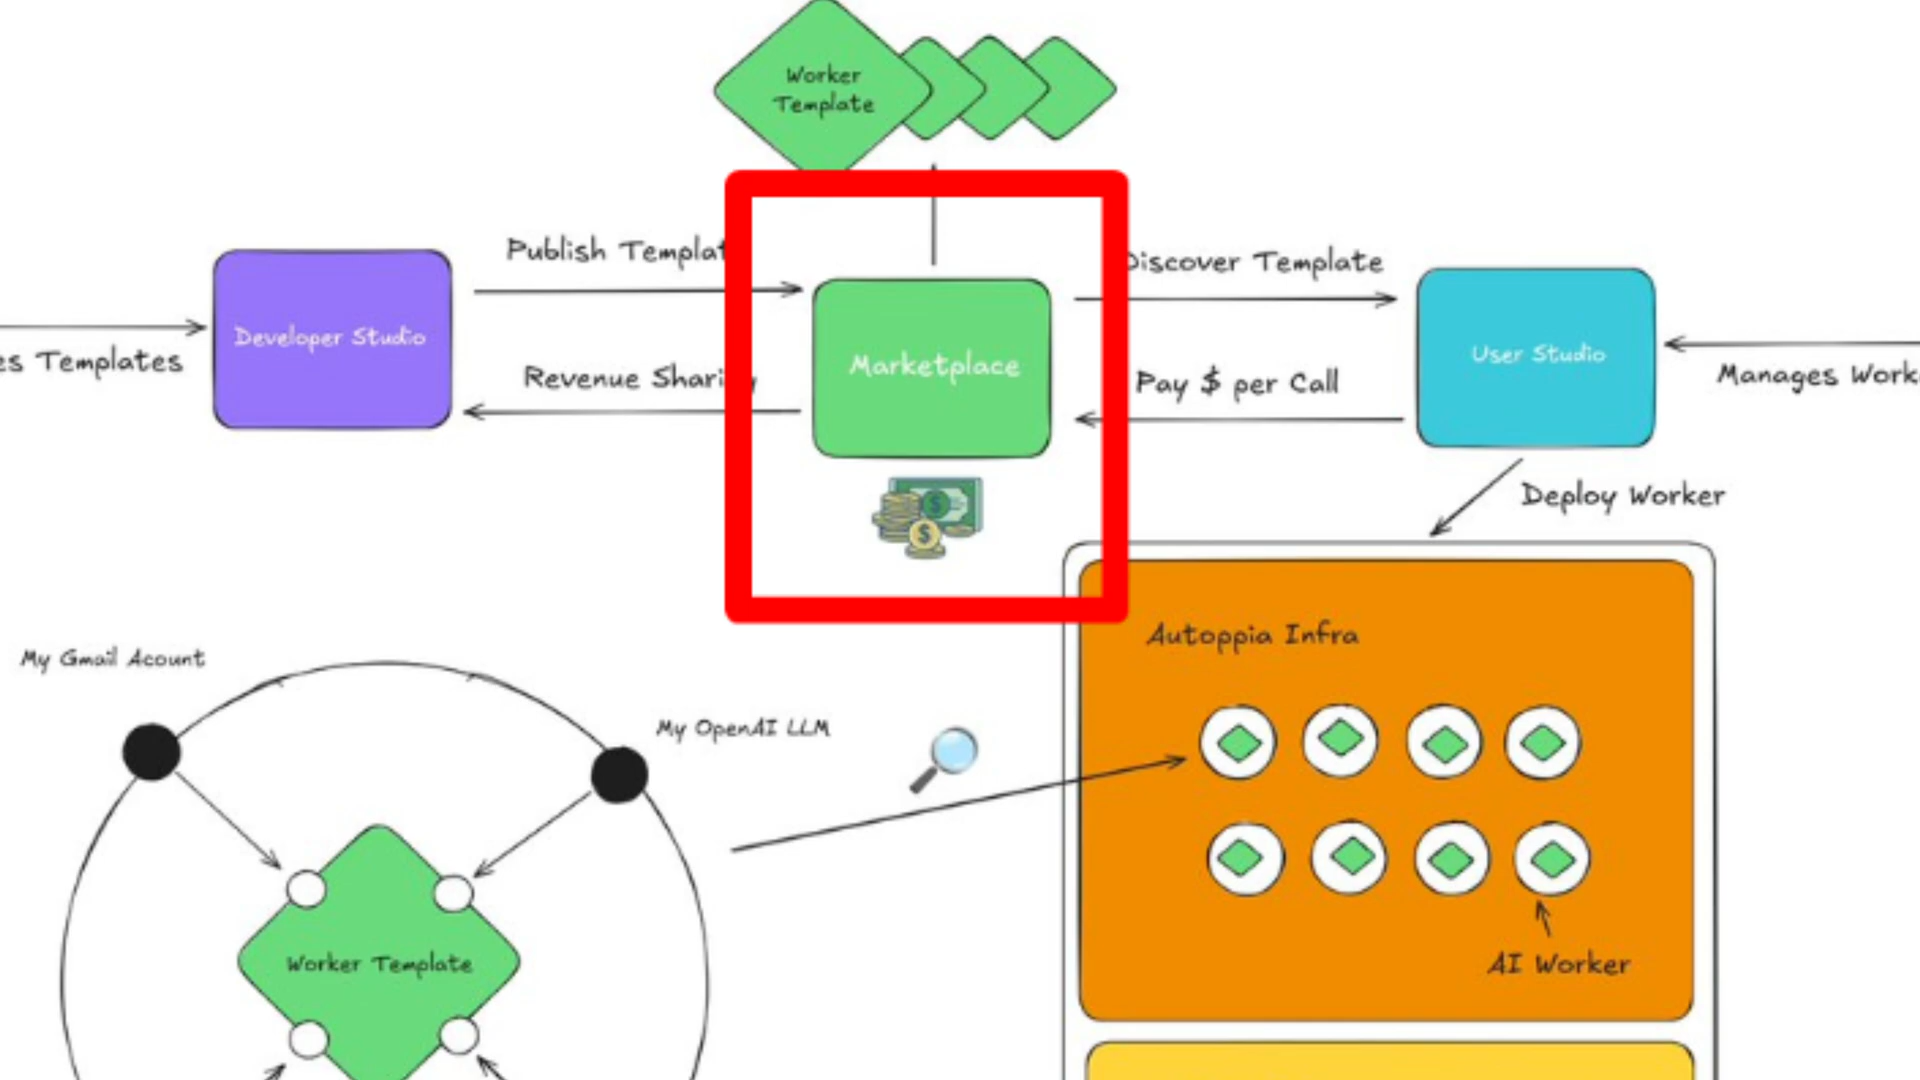 Worker
Template
Publish Templat
Discover Template
Developer Studio
Marketplace
User Studio
es Templates
Revenue Shari
Pay $ per Call
Manages Work
Deploy Worker
Autoppia Infra
My Gmail Acount
My OpenAI LLM
Worker Template
AI Worker